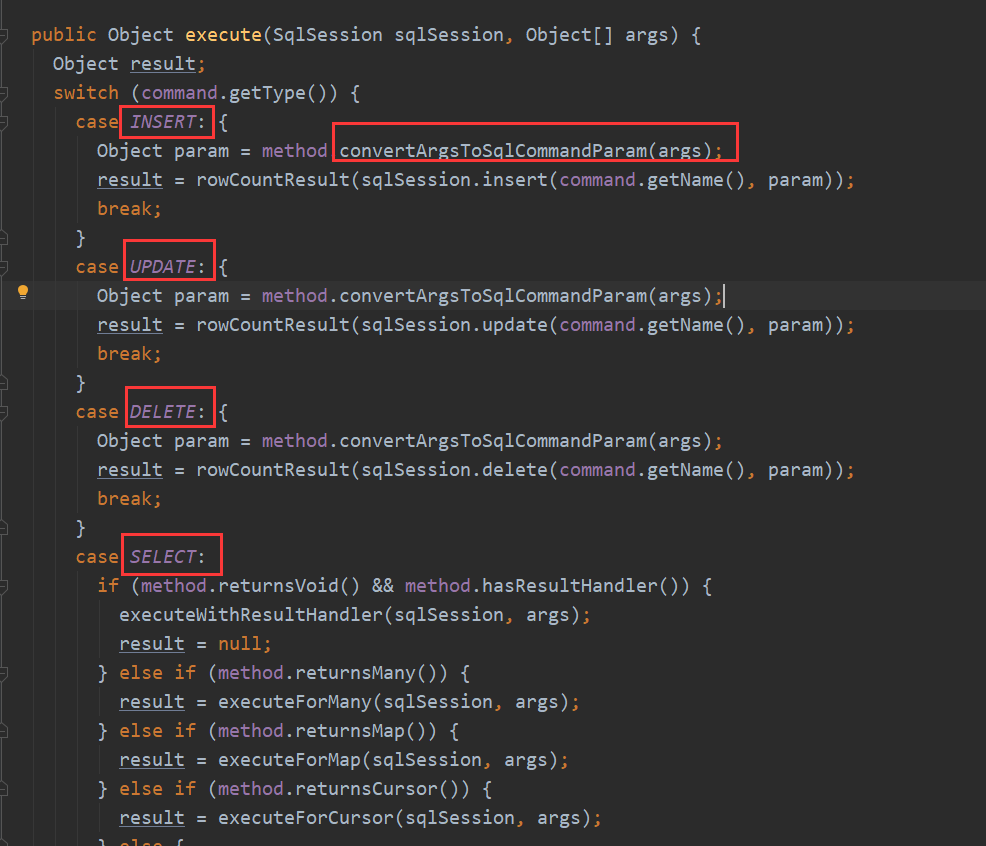 public Object execute(SqlSession sqlSession, Object[] args) {
Object result;
switch (command.getType()) {
case INSERT: {
Object param = method convertArgsToSqlCommandParam(args);
result = rowCountResult(sqlSession.insert(command.getName(), param));
break;
}
case UPDATE: {
Object param = method.convertArgsToSqlCommandParam(args);
result = rowCountResult(sqlSession.update(command.getName(), param));
break;
}
case DELETE: {
Object param = method.convertArgsToSqlCommandParam(args);
result = rowCountResult(sqlSession.delete(command.getName(), param));
break;
}
case SELECT:
if (method.returnsVoid() && method.hasResultHandler()) {
executeWithResultHandler(sqlSession, args);
result = null;
} else if (method.returnsMany()) {
result = executeForMany(sqlSession, args);
} else if (method.returnsMap()) {
result = executeForMap(sqlSession, args);
} else if (method.returnsCursor()) {
result = executeForCursor(sqlSession, args);
} else {